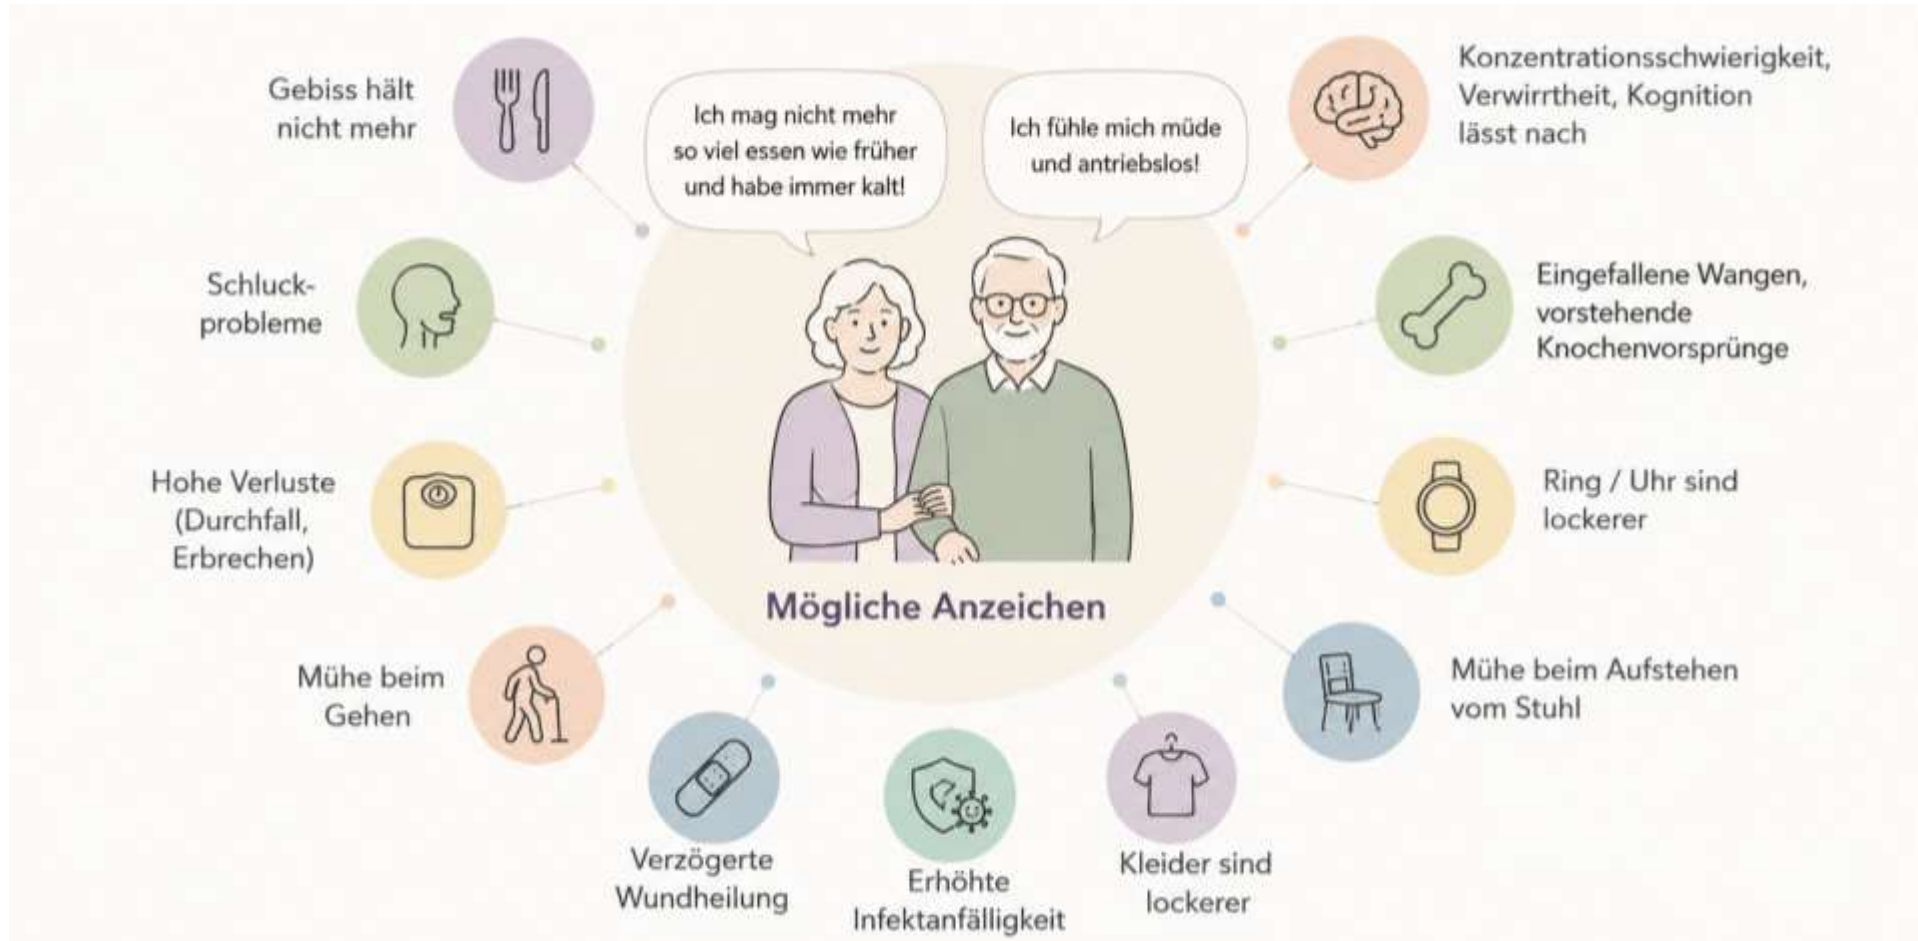 Gebiss hält
nicht mehr
Ich mag nicht mehr
so viel essen wie früher
und habe immer kalt!
Ich fühle mich müde
und antriebslos!
Konzentrationsschwierigkeit,
Verwirrtheit, Kognition
lässt nach
Schluck-
probleme
Eingefallene Wangen,
vorstehende
Knochenvorsprünge
Hohe Verluste
(Durchfall,
Erbrechen)
Ring / Uhr sind
lockerer
Mögliche Anzeichen
Mühe beim
Gehen
Mühe beim Aufstehen
vom Stuhl
Verzögerte
Wundheilung
Erhöhte
Infektanfälligkeit
Kleider sind
lockerer